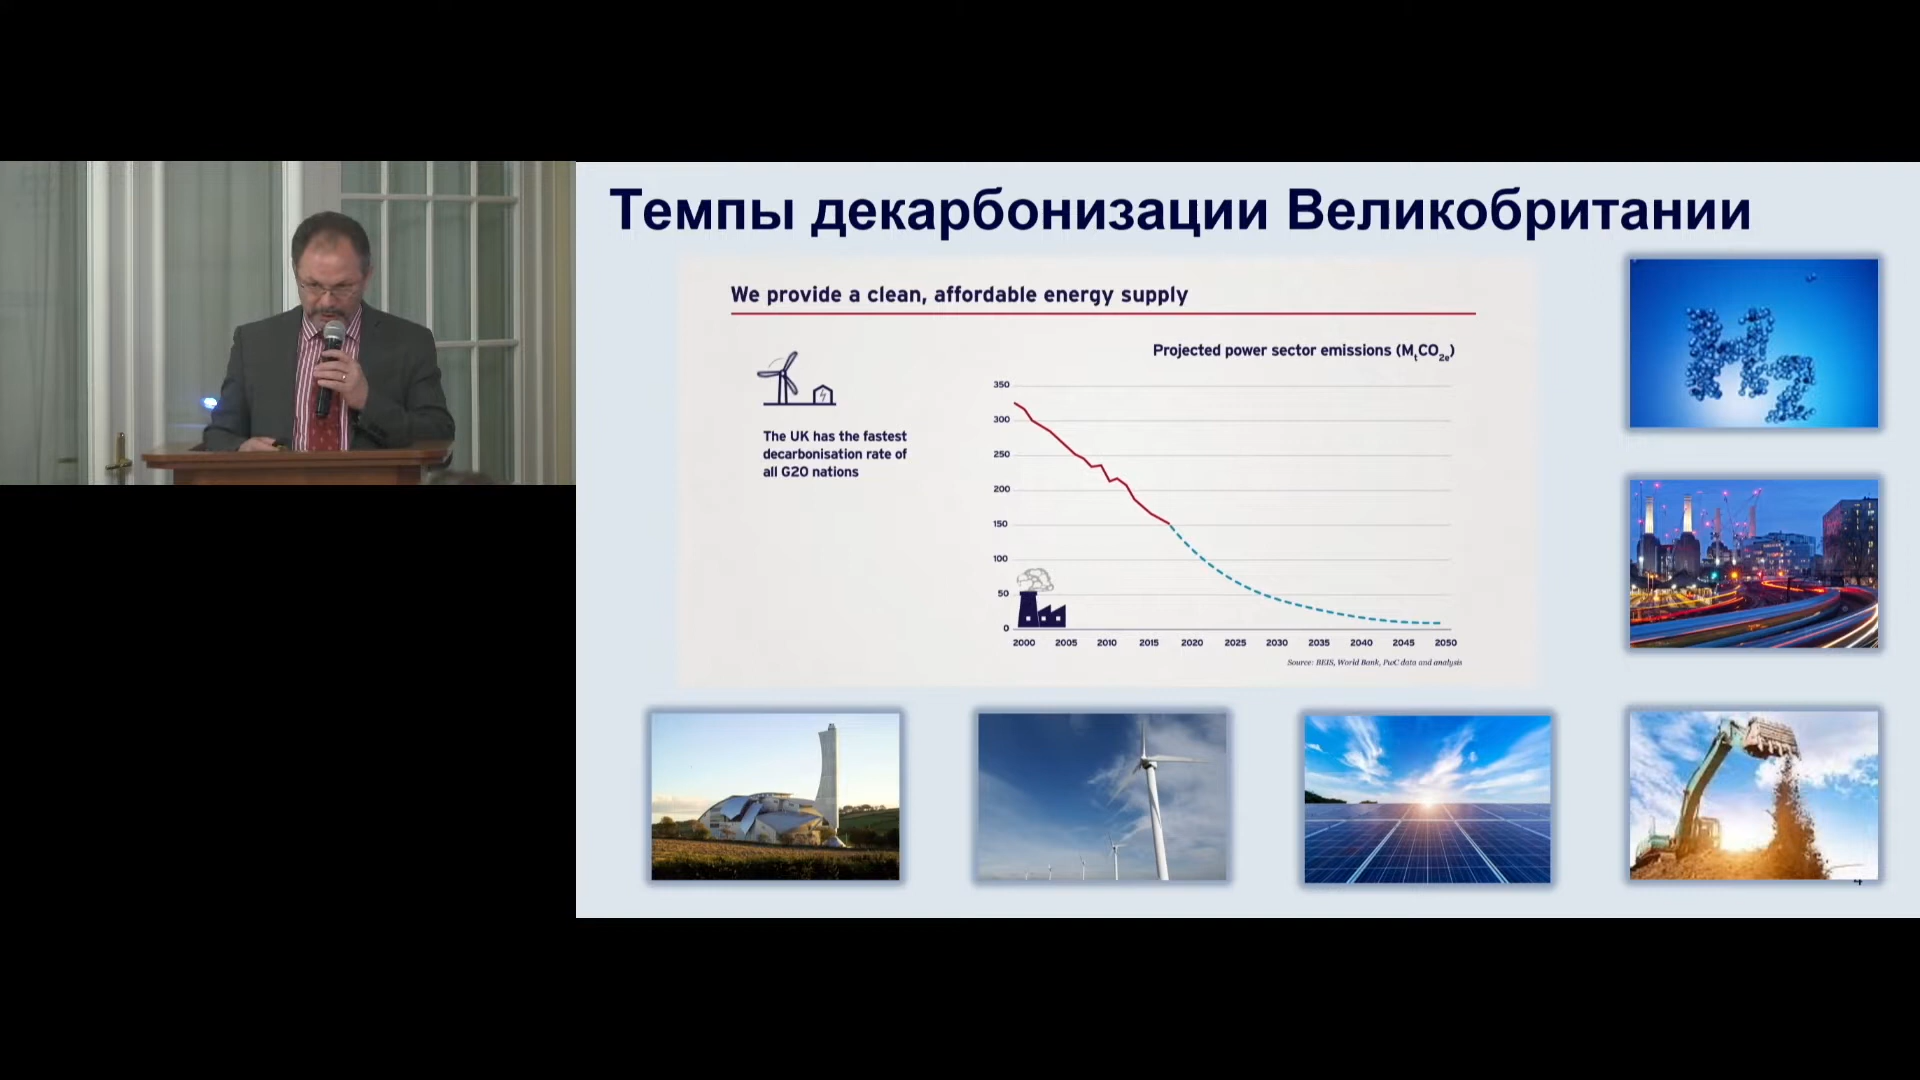 Темпы декарбонизации Великобритании
We provide a clean, affordable energy supply
Projected power sector emissions (MtCO2e)
The UK has the fastest
decarbonisation rate of
all G20 nations
350
300
250
200
150
100
50
0
2000 2005 2010 2015 2020 2025 2030 2035 2040 2045 2050
Source: BEIS, World Bank, PwC data and analysis
H2
4